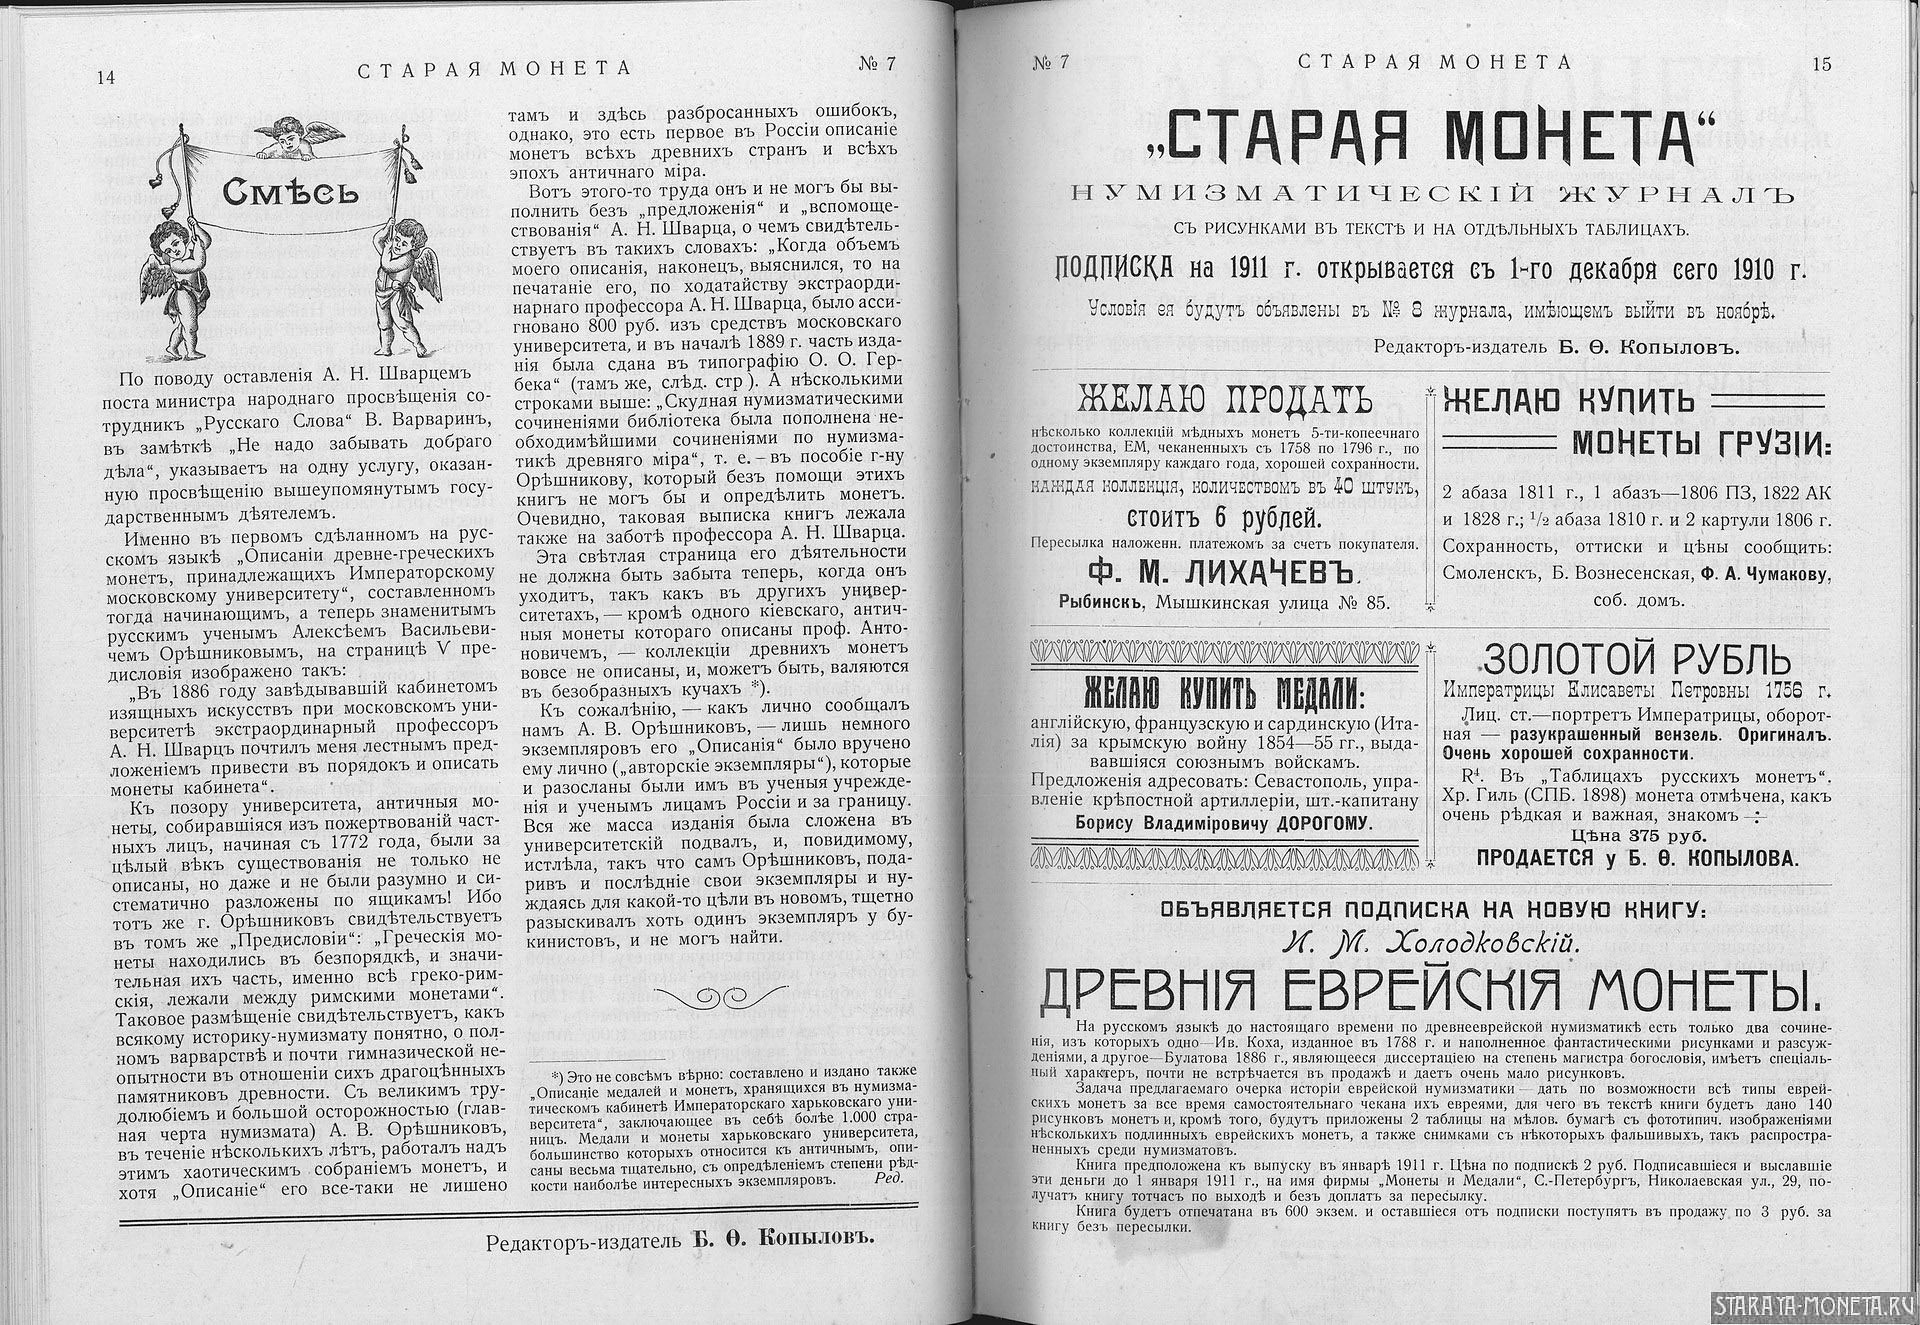 14
СТАРАЯ МОНЕТА
№ 7
Смѣсь
По поводу оставленія А. Н. Шварцемъ
поста министра народнаго просвѣщенія со-
трудникъ „Русскаго Слова“ В. Варваринъ,
въ замѣткѣ „Не надо забывать добраго
дѣла“, указываетъ на одну услугу, оказан-
ную просвѣщенію вышеупомянутымъ госу-
дарственнымъ дѣятелемъ.
Именно въ первомъ сдѣланномъ на рус-
скомъ языкѣ „Описаніи древне-греческихъ
монетъ, принадлежащихъ Императорскому
московскому университету“, составленномъ
тогда начинающимъ, а теперь знаменитымъ
русскимъ ученымъ Алексѣемъ Васильеви-
чемъ Орѣшниковымъ, на страницѣ V пре-
дисловія изображено такъ:
„Въ 1886 году завѣдывавшій кабинетомъ
изящныхъ искусствъ при московскомъ уни-
верситетѣ экстраординарный профессоръ
А. Н. Шварцъ почтилъ меня лестнымъ пред-
ложеніемъ привести въ порядокъ и описать
монеты кабинета“.
Къ позору университета, античныя мо-
неты, собиравшіяся изъ пожертвованій част-
ныхъ лицъ, начиная съ 1772 года, были за
цѣлый вѣкъ существованія не только не
описаны, но даже и не были разумно и си-
стематично разложены по ящикамъ! Ибо
тотъ же г. Орѣшниковъ свидѣтельствуетъ
въ томъ же „Предисловіи“: „Греческія мо-
неты находились въ безпорядкѣ, и значи-
тельная ихъ часть, именно всѣ греко-рим-
скія, лежали между римскими монетами“.
Таковое размѣщеніе свидѣтельствуетъ, какъ
всякому историку-нумизмату понятно, о пол-
номъ варварствѣ и почти гимназической не-
опытности въ отношеніи сихъ драгоцѣнныхъ
памятниковъ древности. Съ великимъ тру-
долюбіемъ и большой осторожностью (глав-
ная черта нумизмата) А. В. Орѣшниковъ,
въ теченіе нѣсколькихъ лѣтъ, работалъ надъ
этимъ хаотическимъ собраніемъ монетъ, и
хотя „Описаніе“ его все-таки не лишено
тамъ и здѣсь разбросанныхъ ошибокъ,
однако, это есть первое въ Россіи описаніе
монетъ всѣхъ древнихъ странъ и всѣхъ
эпохъ античнаго міра.
Вотъ этого-то труда онъ и не могъ бы вы-
полнить безъ „предложенія“ и „вспомоще-
ствованія“ А. Н. Шварца, о чемъ свидѣтель-
ствуетъ въ такихъ словахъ: „Когда объемъ
моего описанія, наконецъ, выяснился, то на
печатаніе его, по ходатайству экстраорди-
нарнаго профессора А. Н. Шварца, было асси-
гновано 800 руб. изъ средствъ московскаго
университета, и въ началѣ 1889 г. часть изда-
нія была сдана въ типографію О. О. Гер-
бека“ (тамъ же, слѣд. стр ). А нѣсколькими
строками выше: „Скудная нумизматическими
сочиненіями библіотека была пополнена не-
обходимѣйшими сочиненіями по нумизма-
тикѣ древняго міра“, т. е. – въ пособіе г-ну
Орѣшникову, который безъ помощи этихъ
книгъ не могъ бы и опредѣлить монетъ.
Очевидно, таковая выписка книгъ лежала
также на заботѣ профессора А. Н. Шварца.
Эта свѣтлая страница его дѣятельности
не должна быть забыта теперь, когда онъ
уходитъ, такъ какъ въ другихъ универ-
ситетахъ, — кромѣ одного кіевскаго, антич-
ныя монеты котораго описаны проф. Анто-
новичемъ, — коллекціи древнихъ монетъ
вовсе не описаны, и, можетъ быть, валяются
въ безобразныхъ кучахъ *).
Къ сожалѣнію, — какъ лично сообщалъ
намъ А. В. Орѣшниковъ, — лишь немного
экземпляровъ его „Описанія“ было вручено
ему лично („авторскіе экземпляры“), которые
и разосланы были имъ въ ученыя учрежде-
нія и ученымъ лицамъ Россіи и за границу.
Вся же масса изданія была сложена въ
университетскій подвалъ, и, повидимому,
истлѣла, такъ что самъ Орѣшниковъ, пода-
ривъ и послѣдніе свои экземпляры и ну-
ждаясь для какой-то цѣли въ новомъ, тщетно
разыскивалъ хоть одинъ экземпляръ у бу-
кинистовъ, и не могъ найти.
*) Это не совсѣмъ вѣрно: составлено и издано также
„Описаніе медалей и монетъ, хранящихся въ нумизма-
тическомъ кабинетѣ Императорскаго харьковскаго уни-
верситета“, заключающее въ себѣ болѣе 1.000 стра-
ницъ. Медали и монеты харьковскаго университета,
большинство которыхъ относится къ античнымъ, опи-
саны весьма тщательно, съ опредѣленіемъ степени рѣд-
кости наиболѣе интересныхъ экземпляровъ. Ред.
Редакторъ-издатель Б. Ѳ. Копыловъ.
№ 7
СТАРАЯ МОНЕТА
15
„СТАРАЯ МОНЕТА“
НУМИЗМАТИЧЕСКІЙ ЖУРНАЛЪ
СЪ РИСУНКАМИ ВЪ ТЕКСТѢ И НА ОТДѢЛЬНЫХЪ ТАБЛИЦАХЪ.
ПОДПИСКА на 1911 г. открывается съ 1-го декабря сего 1910 г.
Условія ея будутъ объявлены въ № 8 журнала, имѣющемъ выйти въ ноябрѣ.
Редакторъ-издатель Б. Ѳ. Копыловъ.
ЖЕЛАЮ ПРОДАТЬ
нѣсколько коллекцій мѣдныхъ монетъ 5-ти-копеечнаго
достоинства, ЕМ, чеканенныхъ съ 1758 по 1796 г., по
одному экземпляру каждаго года, хорошей сохранности.
КАЖДАЯ КОЛЛЕКЦІЯ, КОЛИЧЕСТВОМЪ ВЪ 40 ШТУКЪ,
стоитъ 6 рублей.
Пересылка наложенн. платежомъ за счетъ покупателя.
Ф. М. ЛИХАЧЕВЪ.
Рыбинскъ, Мышкинская улица № 85.
ЖЕЛАЮ КУПИТЬ
МОНЕТЫ ГРУЗІИ:
2 абаза 1811 г., 1 абазъ—1806 ПЗ, 1822 АК
и 1828 г.; 1/2 абаза 1810 г. и 2 картули 1806 г.
Сохранность, оттиски и цѣны сообщить:
Смоленскъ, Б. Вознесенская, Ф. А. Чумакову,
соб. домъ.
ЖЕЛАЮ КУПИТЬ МЕДАЛИ:
англійскую, французскую и сардинскую (Ита-
лія) за крымскую войну 1854—55 гг., выда-
вавшіяся союзнымъ войскамъ.
Предложенія адресовать: Севастополь, упра-
вленіе крѣпостной артиллеріи, шт.-капитану
Борису Владиміровичу ДОРОГОМУ.
ЗОЛОТОЙ РУБЛЬ
Императрицы Елисаветы Петровны 1756 г.
Лиц. ст.—портретъ Императрицы, оборот-
ная — разукрашенный вензель. Оригиналъ.
Очень хорошей сохранности.
R4. Въ „Таблицахъ русскихъ монетъ“.
Хр. Гиль (СПБ. 1898) монета отмѣчена, какъ
очень рѣдкая и важная, знакомъ -:-
Цѣна 375 руб.
ПРОДАЕТСЯ у Б. Ѳ. КОПЫЛОВА.
ОБЪЯВЛЯЕТСЯ ПОДПИСКА НА НОВУЮ КНИГУ:
И. М. Холодковскій.
ДРЕВНІЯ ЕВРЕЙСКІЯ МОНЕТЫ.
На русскомъ языкѣ до настоящаго времени по древнееврейской нумизматикѣ есть только два сочине-
нія, изъ которыхъ одно—Ив. Коха, изданное въ 1788 г. и наполненное фантастическими рисунками и разсуж-
деніями, а другое—Булатова 1886 г., являющееся диссертаціею на степень магистра богословія, имѣетъ спеціаль-
ный характеръ, почти не встрѣчается въ продажѣ и даетъ очень мало рисунковъ.
Задача предлагаемаго очерка исторіи еврейской нумизматики — дать по возможности всѣ типы еврей-
скихъ монетъ за все время самостоятельнаго чекана ихъ евреями, для чего въ текстѣ книги будетъ дано 140
рисунковъ монетъ и, кромѣ того, будутъ приложены 2 таблицы на мѣлов. бумагѣ съ фототипич. изображеніями
нѣсколькихъ подлинныхъ еврейскихъ монетъ, а также снимками съ нѣкоторыхъ фальшивыхъ, такъ распростра-
ненныхъ среди нумизматовъ.
Книга предположена къ выпуску въ январѣ 1911 г. Цѣна по подпискѣ 2 руб. Подписавшіеся и выславшіе
эти деньги до 1 января 1911 г., на имя фирмы „Монеты и Медали“, С.-Петербургъ, Николаевская ул., 29, по-
лучатъ книгу тотчасъ по выходѣ и безъ доплатъ за пересылку.
Книга будетъ отпечатана въ 600 экзем. и оставшіеся отъ подписки поступятъ въ продажу по 3 руб. за
книгу безъ пересылки.
STARAYA-MONETA.RU